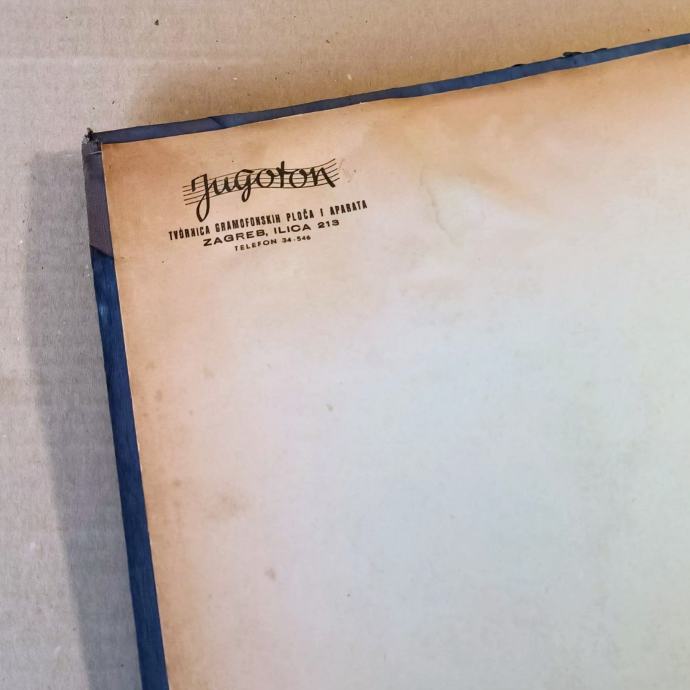 Jugoton
TVORNICA GRAMOFONSKIH PLOČA I APARATA
ZAGREB, ILICA 213
TELEFON 34-546